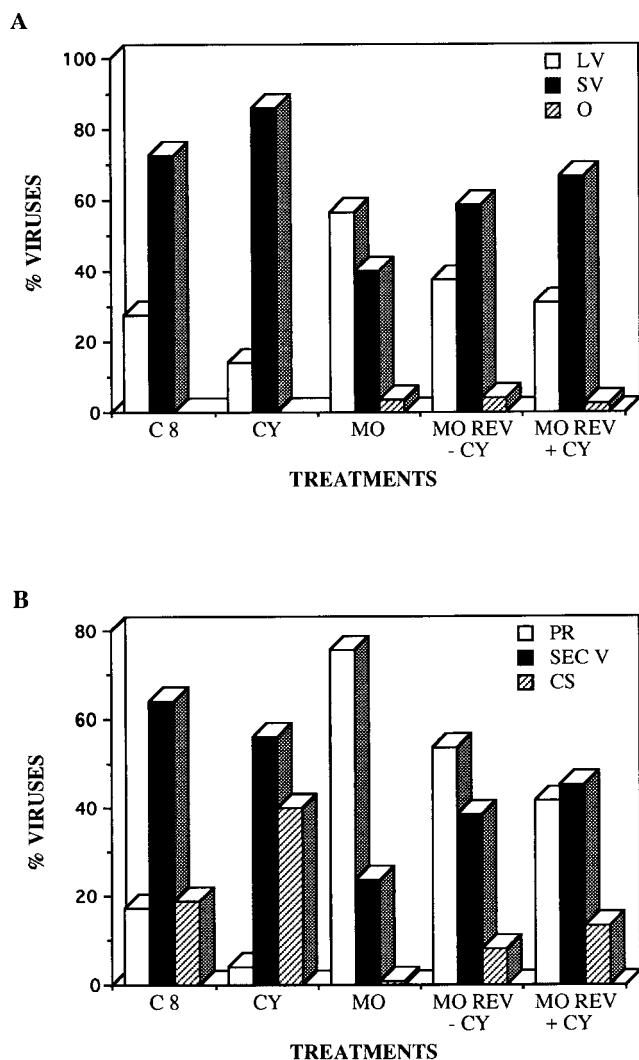 A
100
80
60
40
20
0
% VIRUSES
LV
SV
O
C 8 CY MO MO REV MO REV
- CY + CY
TREATMENTS
B
80
60
40
20
0
% VIRUSES
PR
SEC V
CS
C 8 CY MO MO REV MO REV
- CY + CY
TREATMENTS